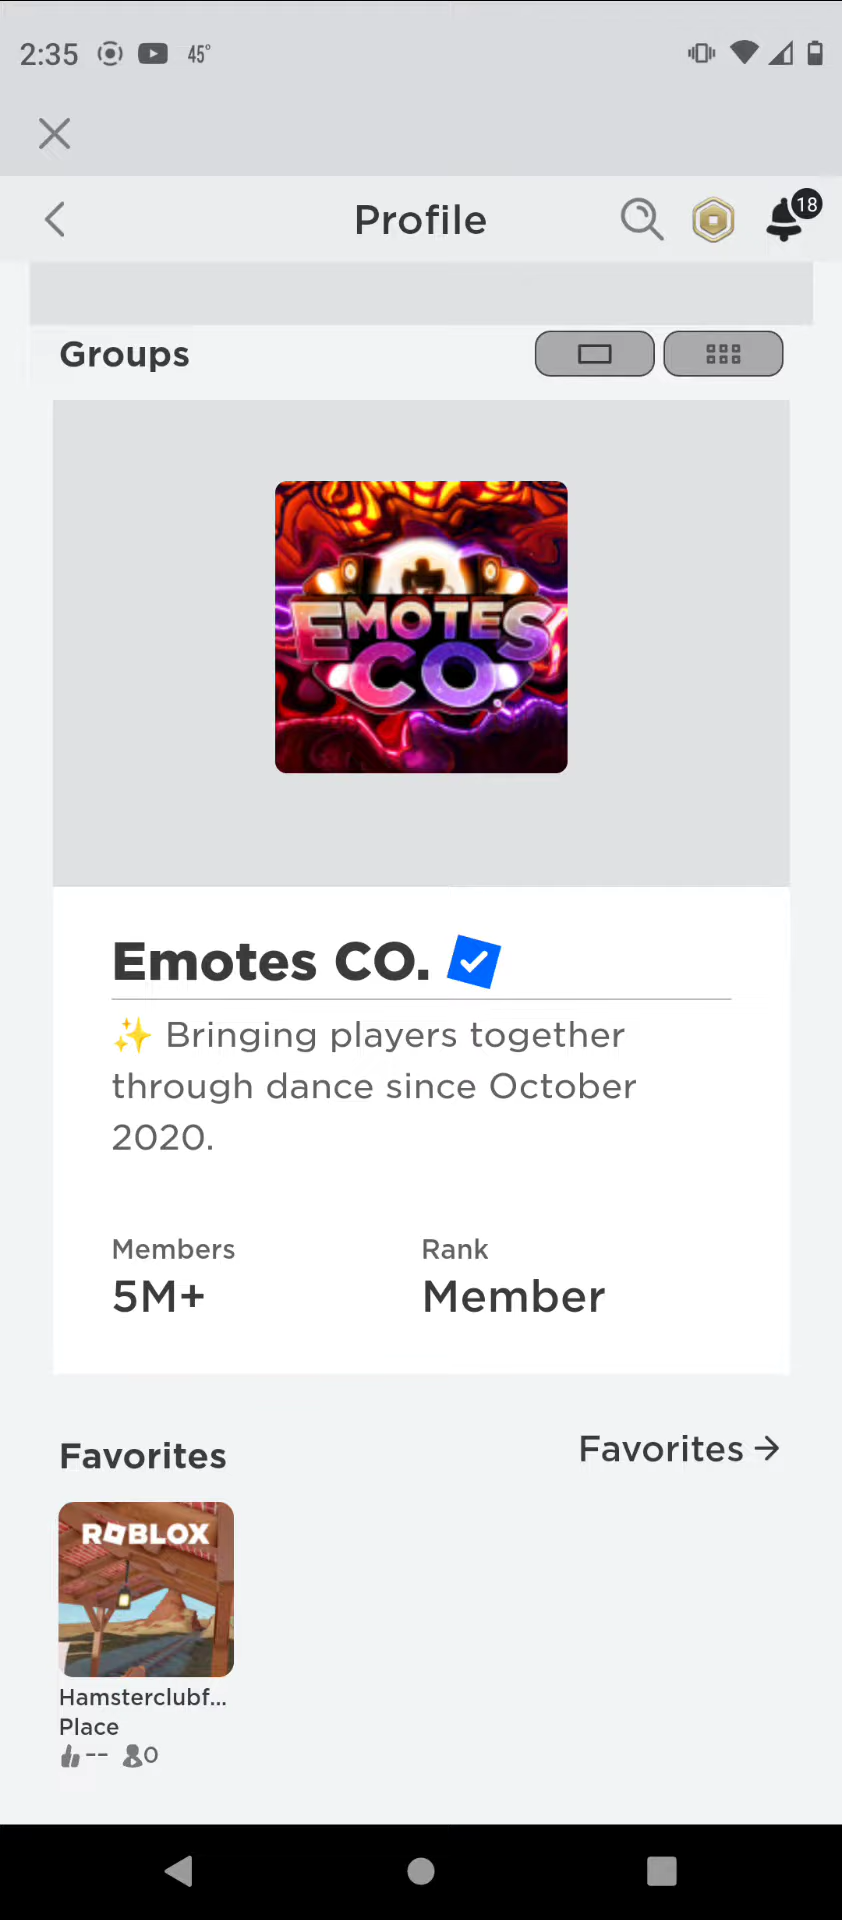 2:35 45°
Profile 18
Groups
EMOTES
CO.
Emotes CO.
✨ Bringing players together
through dance since October
2020.
Members Rank
5M+ Member
Favorites Favorites →
ROBLOX
Hamsterclubf...
Place
-- 0